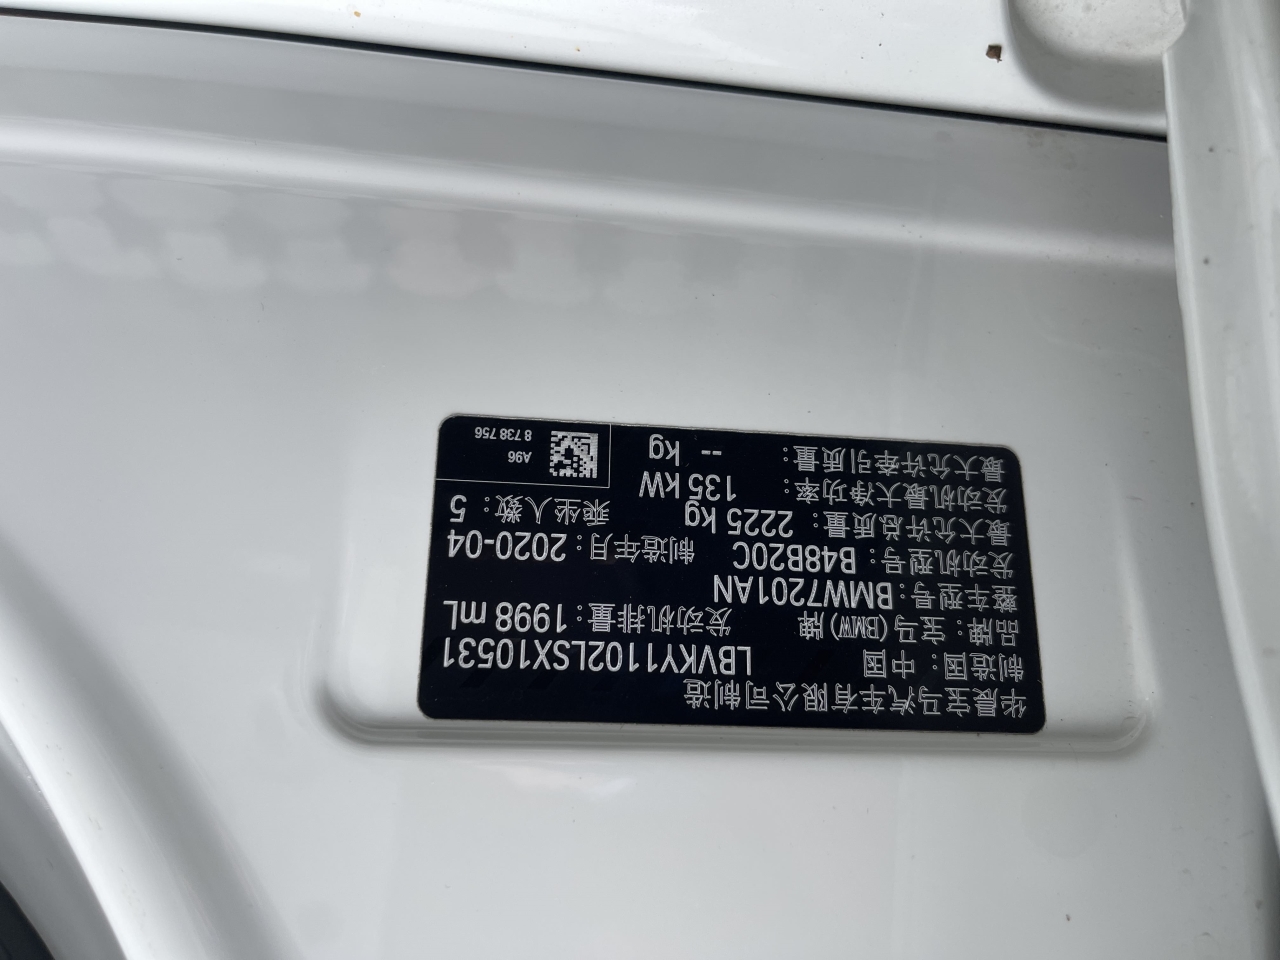 华晨宝马汽车有限公司制造
制造国：中国 LBVKY1102LSX10531
品牌：宝马(BMW)牌 发动机排量：1998 mL
整车型号：BMW7201AN
发动机型号：B48B20C 制造年月：2020-04
最大允许总质量：2225 kg 乘坐人数：5
发动机最大净功率：135 kW
最大允许牵引质量：-- kg
A96
8 738 756